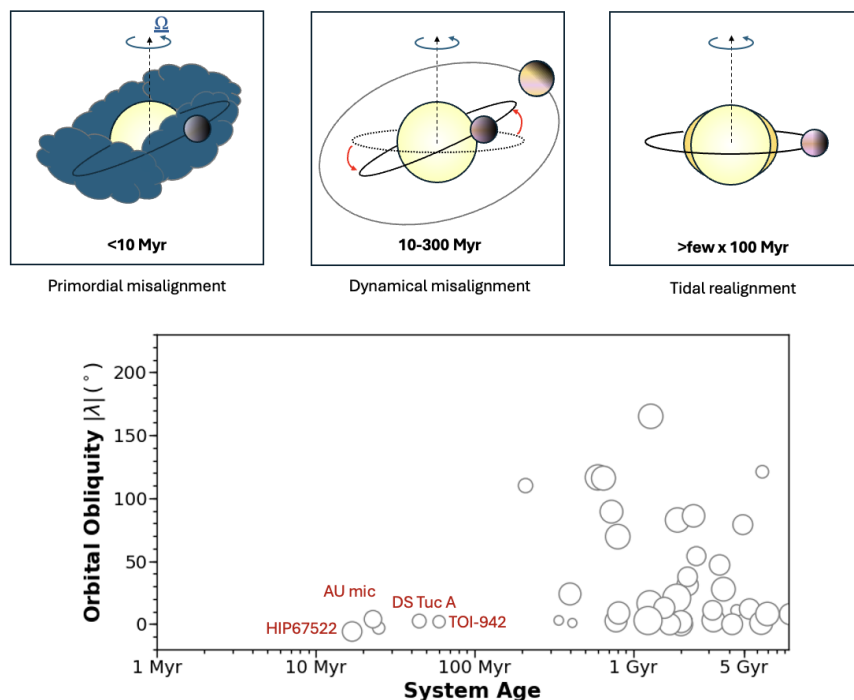 Ω
<10 Myr
10-300 Myr
>few x 100 Myr
Primordial misalignment
Dynamical misalignment
Tidal realignment
Orbital Obliquity |λ| (°)
200
150
100
50
0
AU mic
DS Tuc A
HIP67522
TOI-942
1 Myr
10 Myr
100 Myr
1 Gyr
5 Gyr
System Age